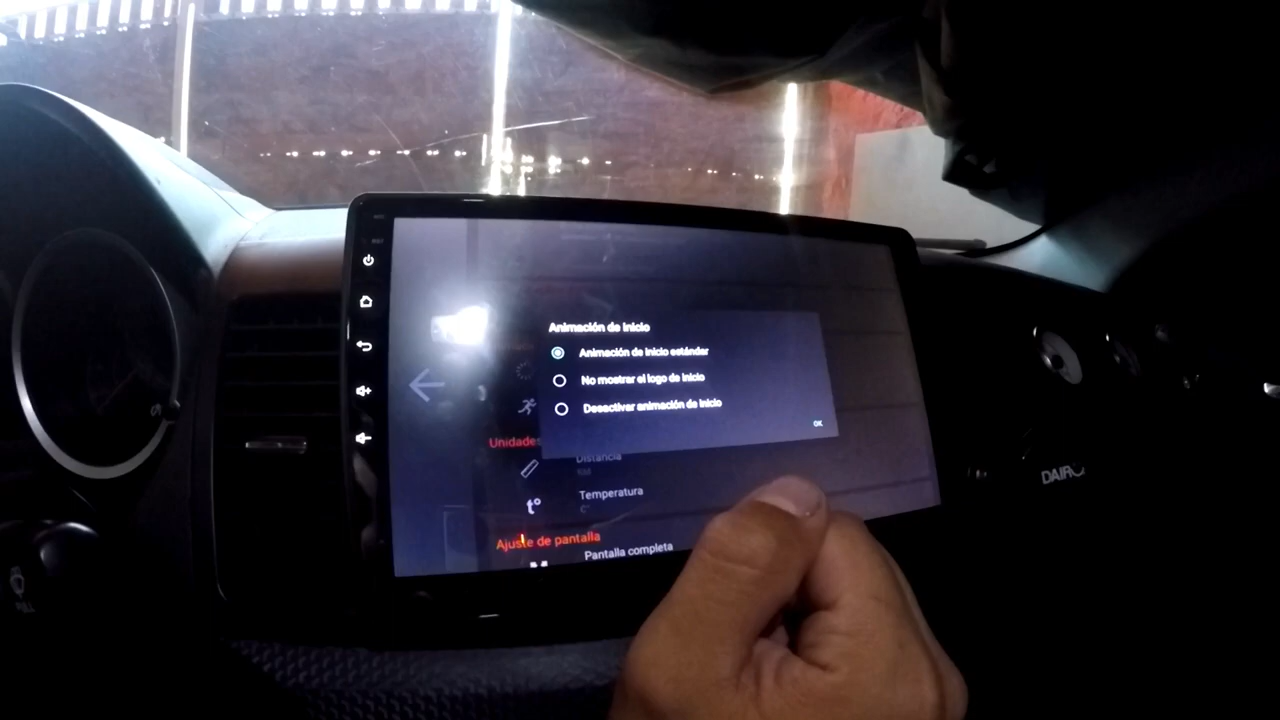 Animación de inicio
Animación de inicio estándar
No mostrar el logo de inicio
Desactivar animación de inicio
OK
Unidades
Distancia
Temperatura
t°
C°
Ajuste de pantalla
Pantalla completa
PULL